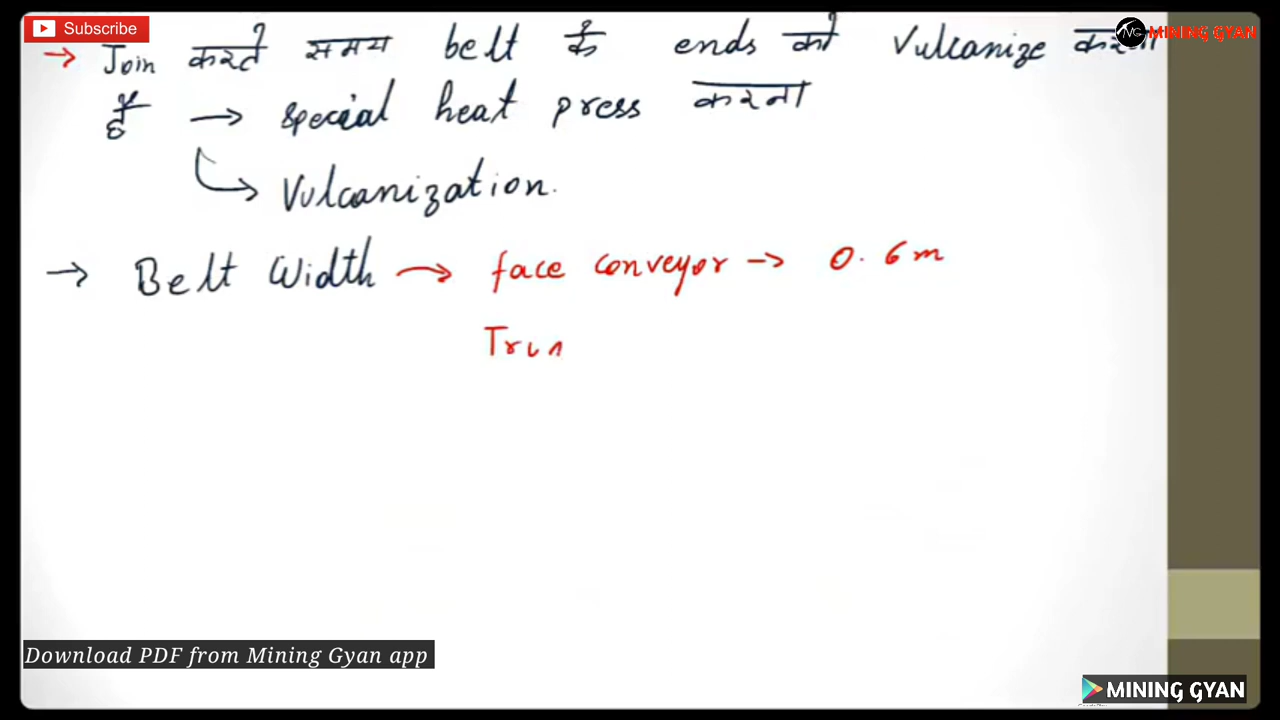 Subscribe
MINING GYAN
→ Join करते समय belt के ends को Vulcanize करना
है → special heat press करना
↳ Vulcanization.
→ Belt Width → face conveyor → 0.6m
Trun
Download PDF from Mining Gyan app
MINING GYAN